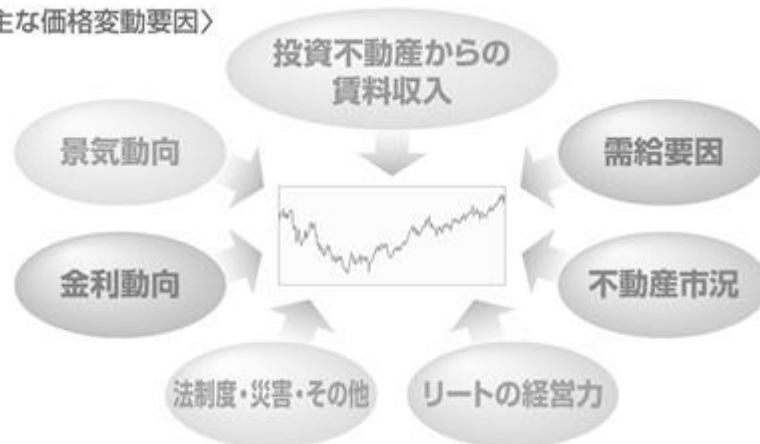 主な価格変動要因〉
投資不動産からの
賃料収入
景気動向
需給要因
金利動向
不動産市況
法制度・災害・その他
リートの経営力